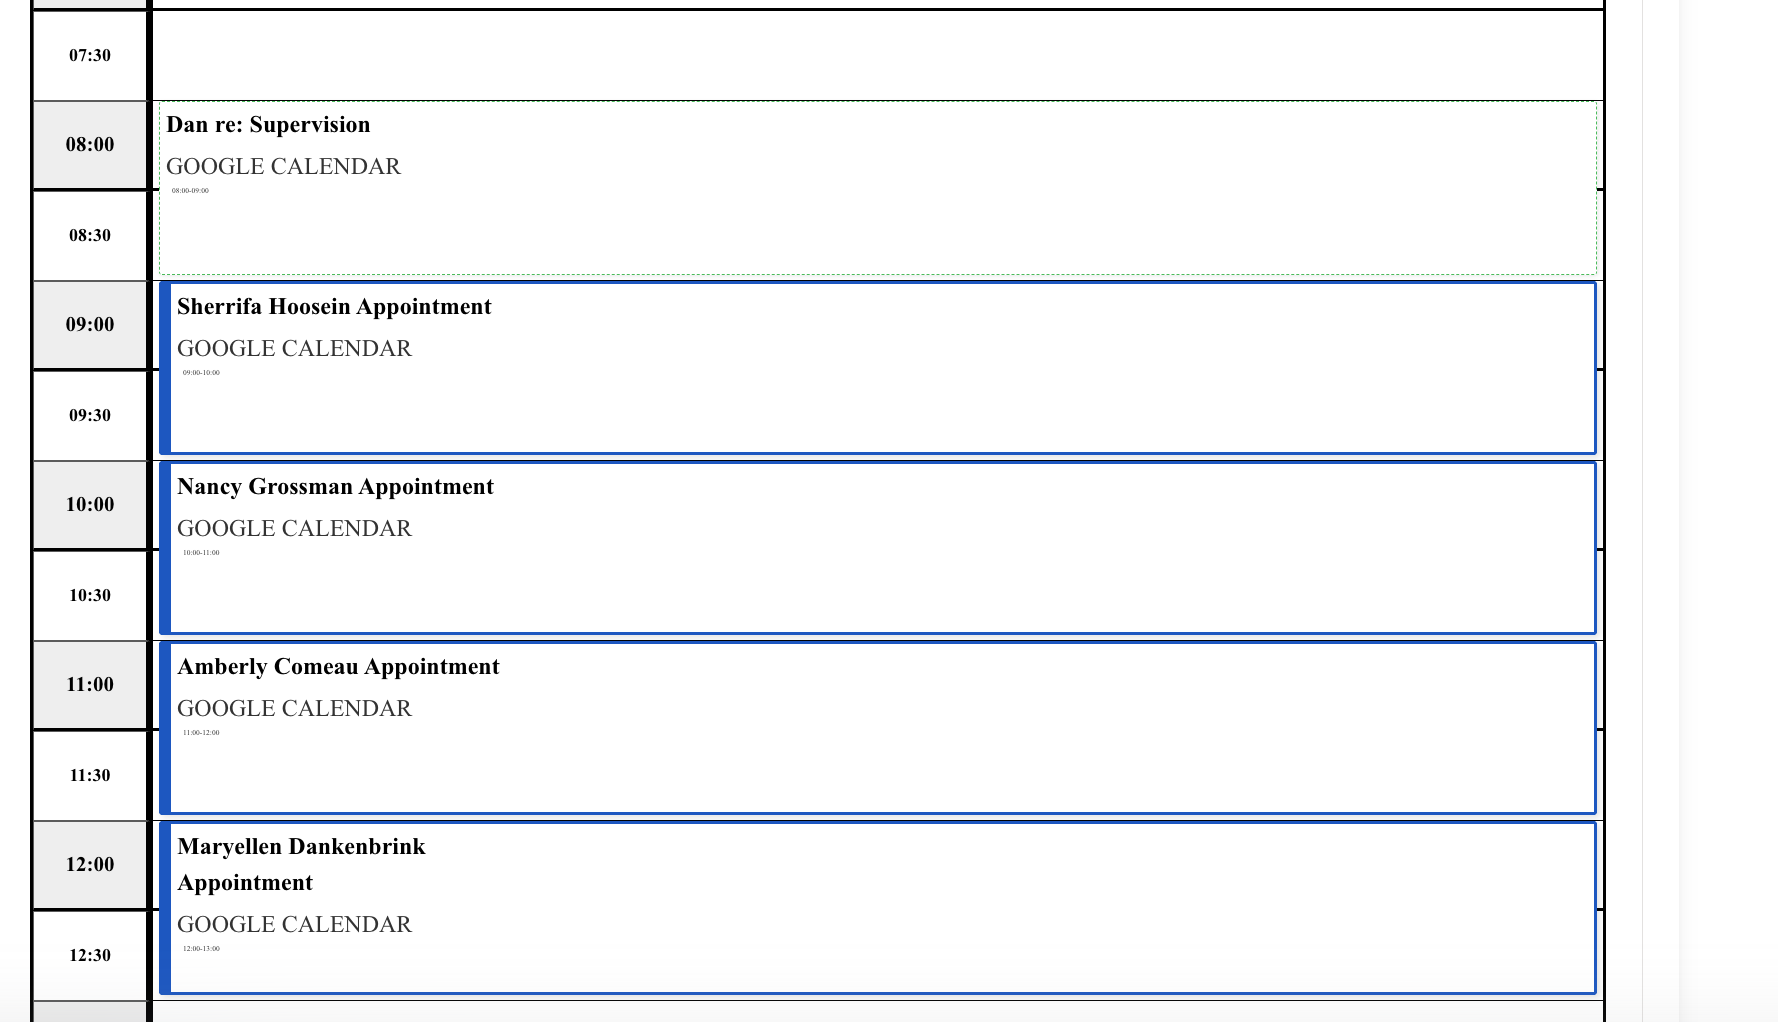 07:30
08:00
Dan re: Supervision
GOOGLE CALENDAR
08:00-09:00
08:30
09:00
Sherrifa Hoosein Appointment
GOOGLE CALENDAR
09:00-10:00
09:30
10:00
Nancy Grossman Appointment
GOOGLE CALENDAR
10:00-11:00
10:30
11:00
Amberly Comeau Appointment
GOOGLE CALENDAR
11:00-12:00
11:30
12:00
Maryellen Dankenbrink
Appointment
GOOGLE CALENDAR
12:00-13:00
12:30